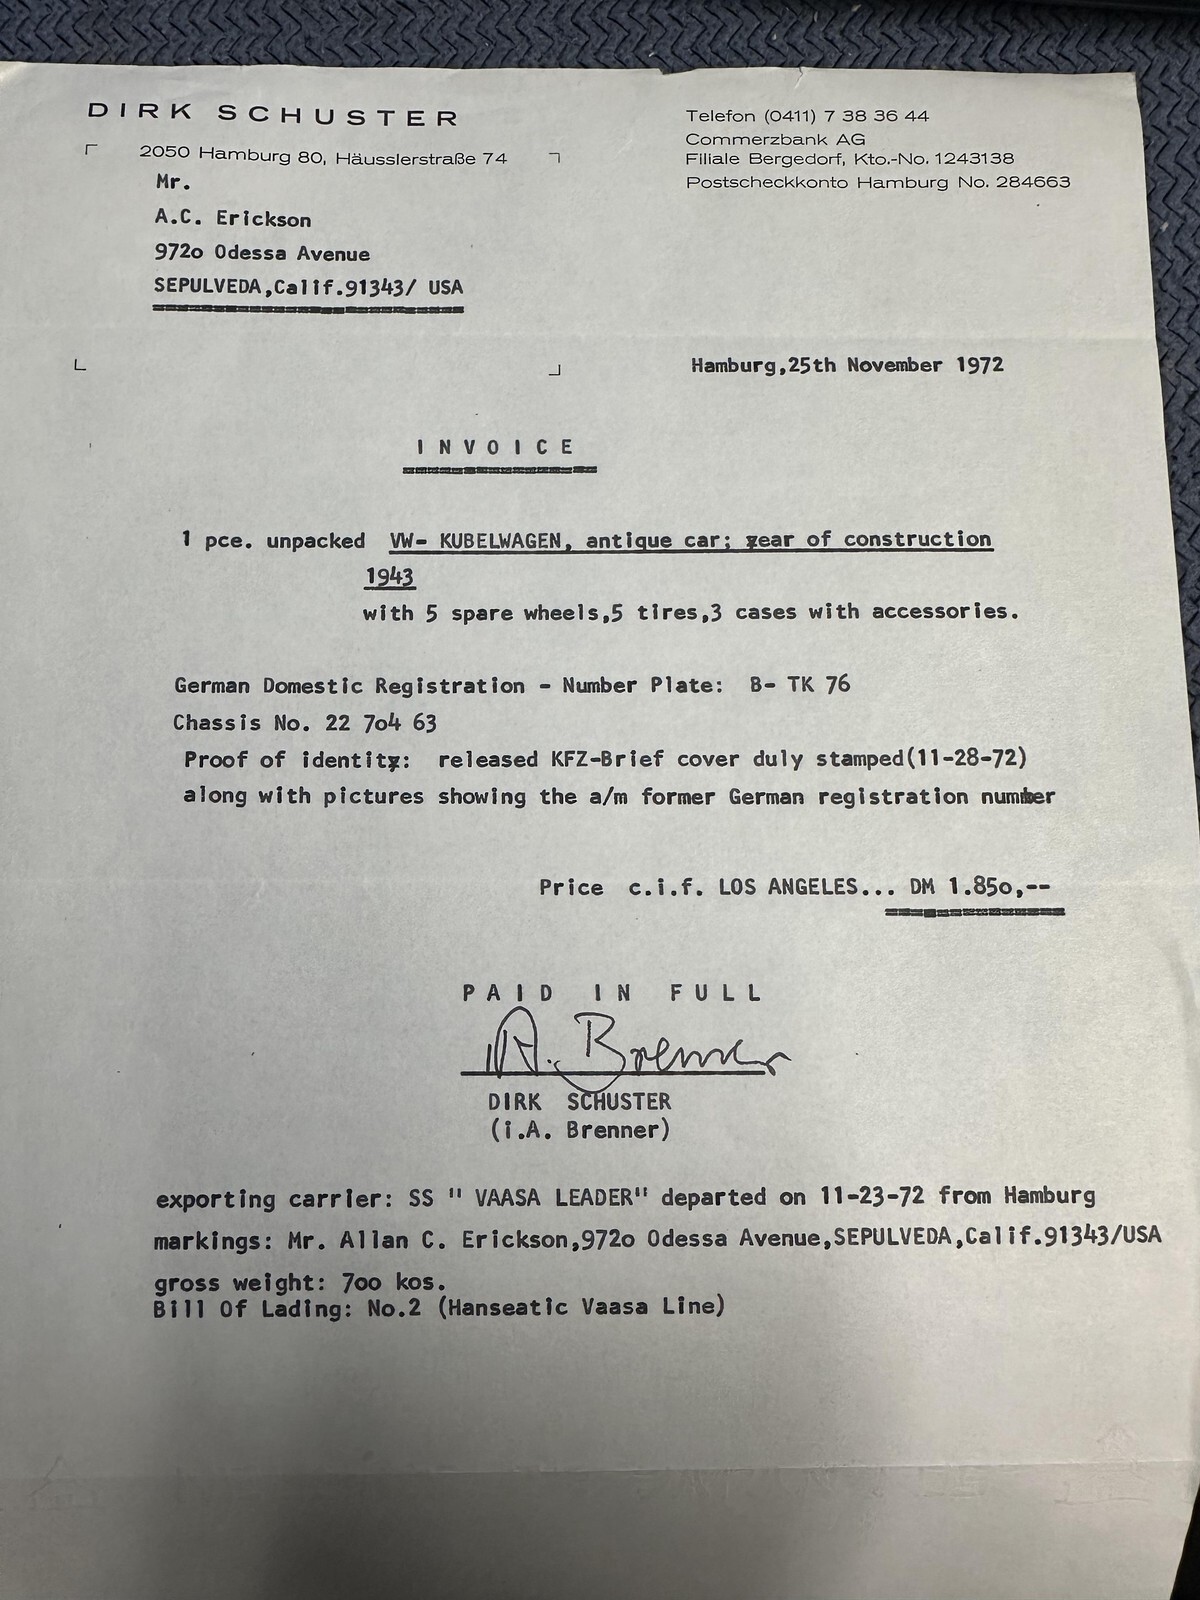 DIRK SCHUSTER
2050 Hamburg 80, Häusslerstraße 74
Telefon (0411) 7 38 36 44
Commerzbank AG
Filiale Bergedorf, Kto.-No. 1243138
Postscheckkonto Hamburg No. 284663
Mr.
A.C. Erickson
972o Odessa Avenue
SEPULVEDA,Calif.91343/ USA
Hamburg,25th November 1972
I N V O I C E
1 pce. unpacked VW- KUBELWAGEN, antique car; year of construction
1943
with 5 spare wheels,5 tires,3 cases with accessories.
German Domestic Registration - Number Plate: B- TK 76
Chassis No. 22 7o4 63
Proof of identity: released KFZ-Brief cover duly stamped(11-28-72)
along with pictures showing the a/m former German registration number
Price c.i.f. LOS ANGELES... DM 1.85o,--
P A I D I N F U L L
A. Brenner
DIRK SCHUSTER
(i.A. Brenner)
exporting carrier: SS " VAASA LEADER" departed on 11-23-72 from Hamburg
markings: Mr. Allan C. Erickson,972o Odessa Avenue,SEPULVEDA,Calif.91343/USA
gross weight: 7oo kos.
Bill Of Lading: No.2 (Hanseatic Vaasa Line)